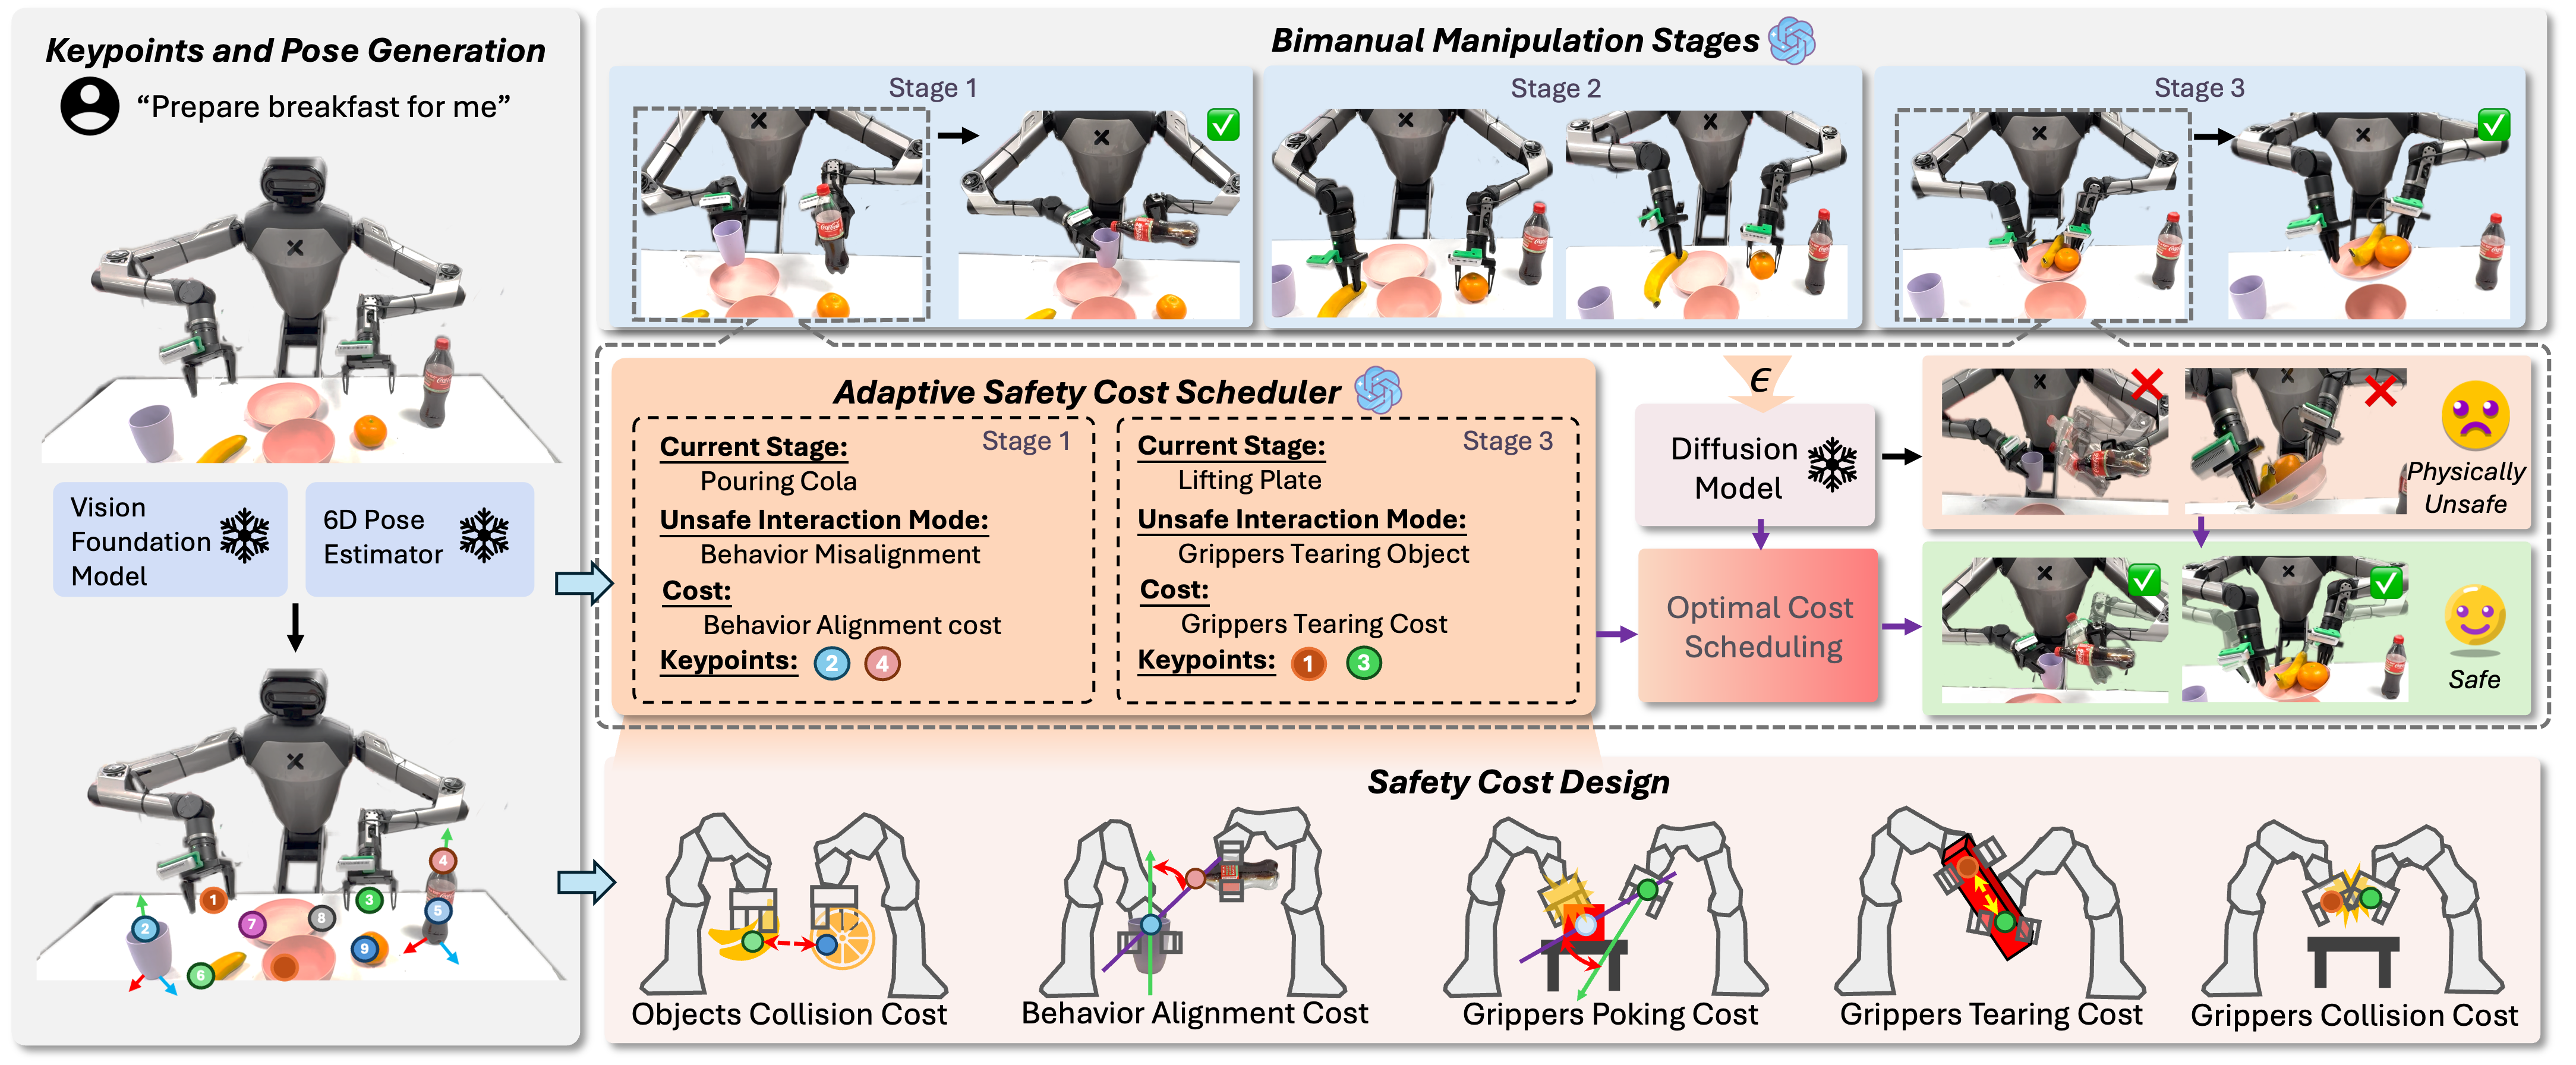 Keypoints and Pose Generation
“Prepare breakfast for me”
Vision
Foundation
Model
6D Pose
Estimator
1
2
3
4
5
6
7
8
9
Bimanual Manipulation Stages
Stage 1
Stage 2
Stage 3
Adaptive Safety Cost Scheduler
Stage 1
Current Stage:
Pouring Cola
Unsafe Interaction Mode:
Behavior Misalignment
Cost:
Behavior Alignment cost
Keypoints: 2 4
Stage 3
Current Stage:
Lifting Plate
Unsafe Interaction Mode:
Grippers Tearing Object
Cost:
Grippers Tearing Cost
Keypoints: 1 3
ϵ
Diffusion
Model
Optimal Cost
Scheduling
Physically
Unsafe
Safe
Safety Cost Design
Objects Collision Cost
Behavior Alignment Cost
Grippers Poking Cost
Grippers Tearing Cost
Grippers Collision Cost